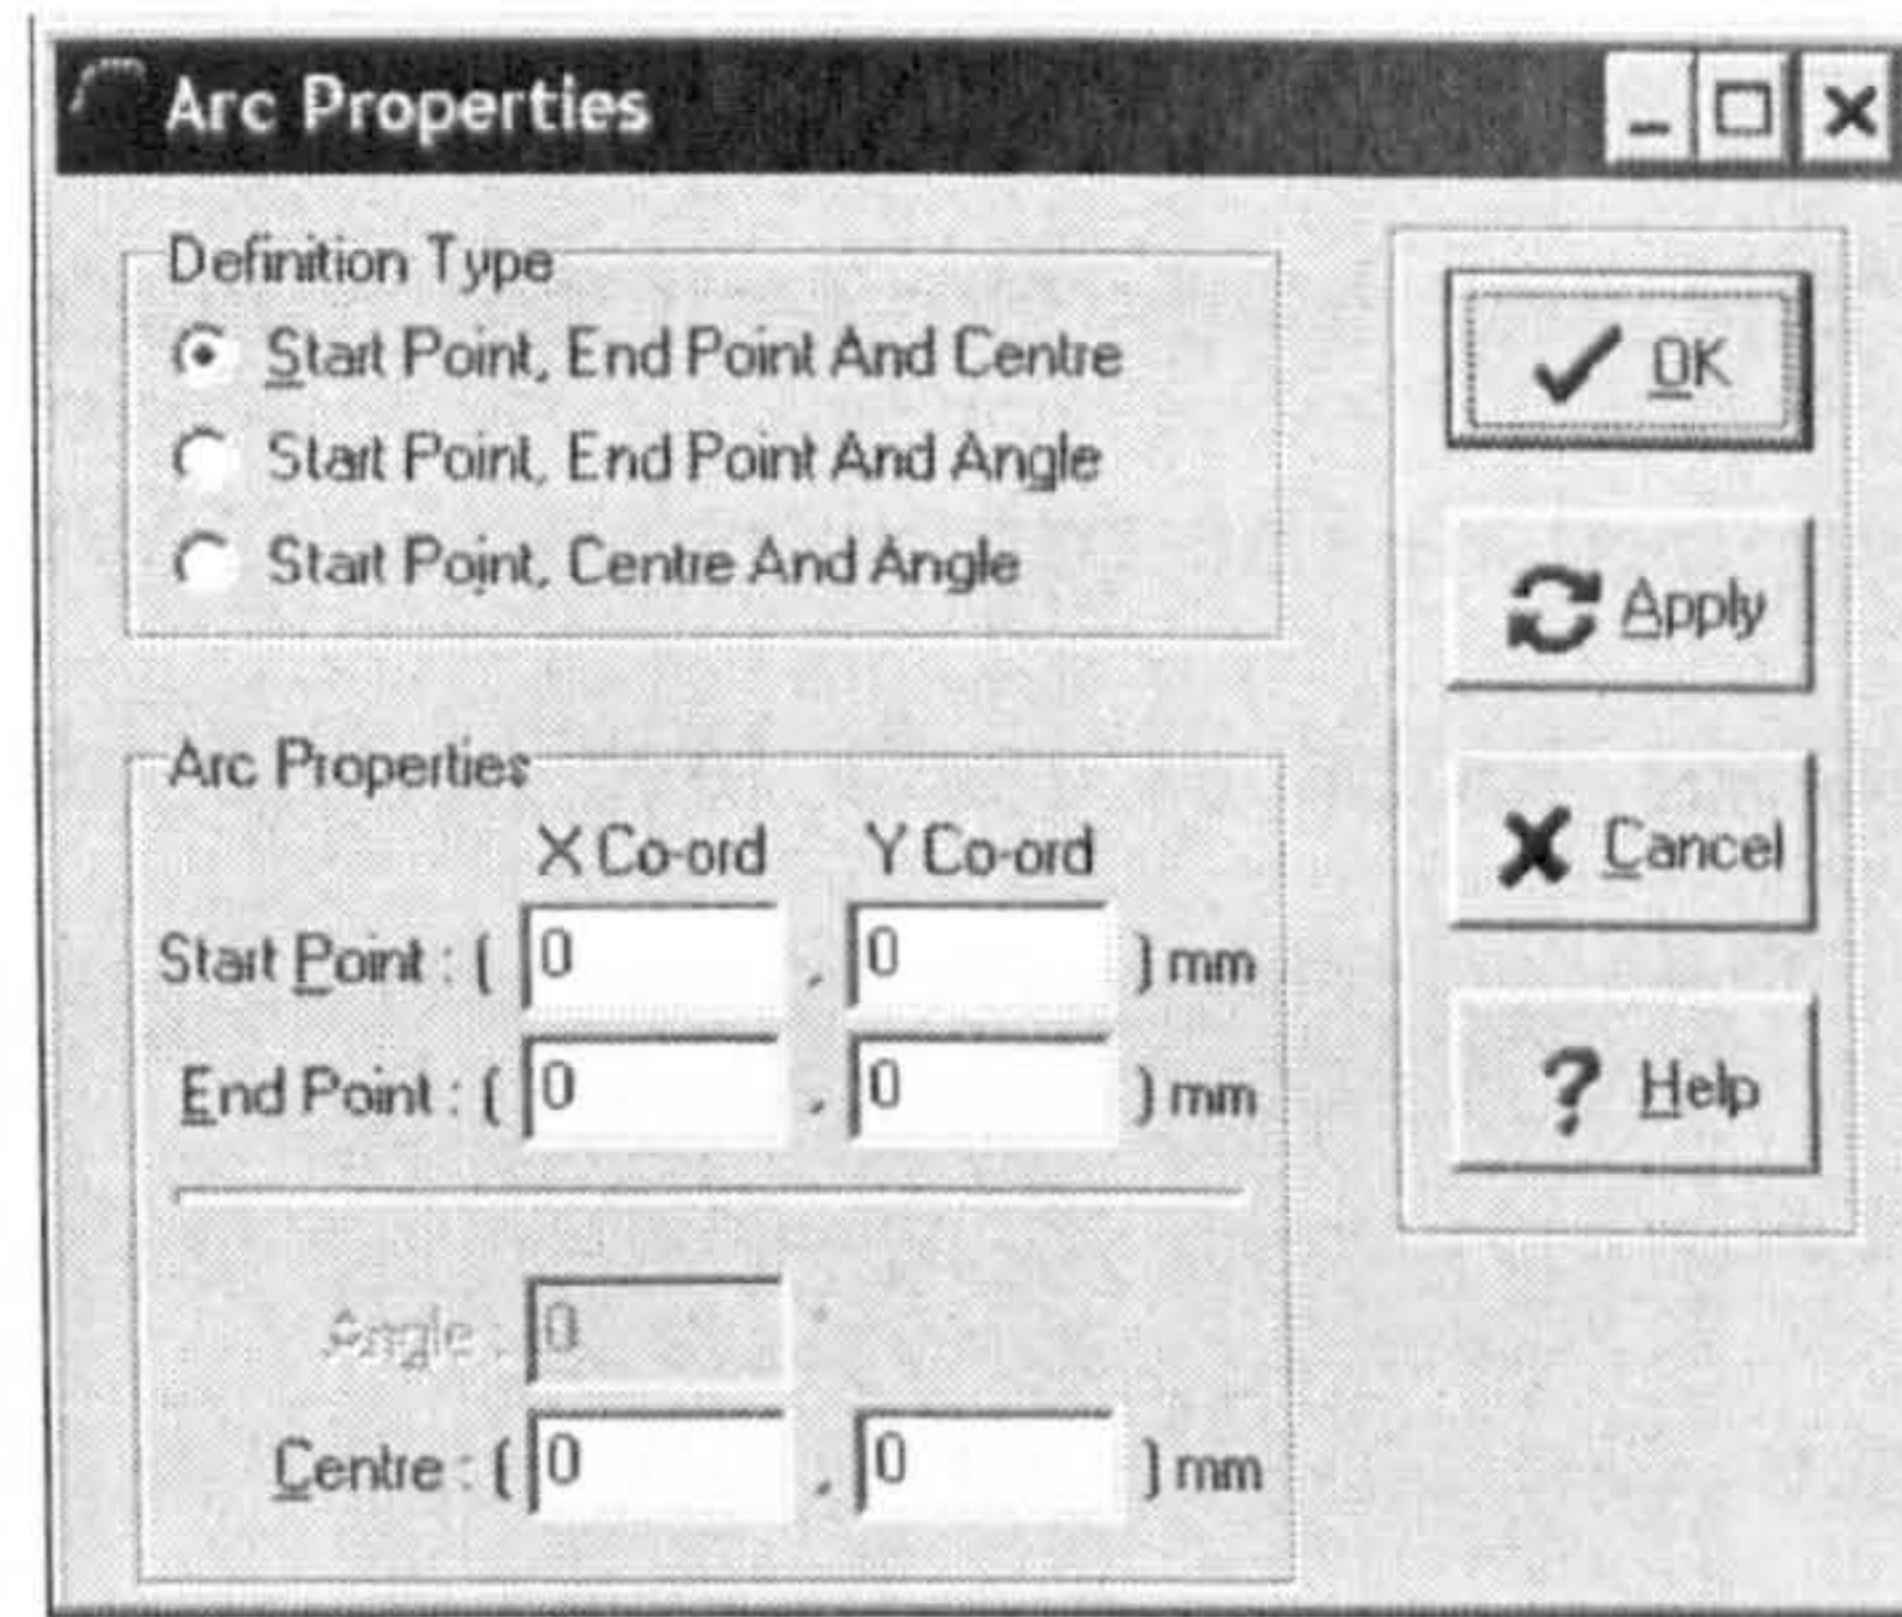 Arc Properties
Definition Type
Start Point, End Point And Centre
Start Point, End Point And Angle
Start Point, Centre And Angle
Arc Properties
X Co-ord Y Co-ord
Start Point : ( 0 , 0 ) mm
End Point : ( 0 , 0 ) mm
Angle : 0 °
Centre : ( 0 , 0 ) mm
OK
Apply
Cancel
Help